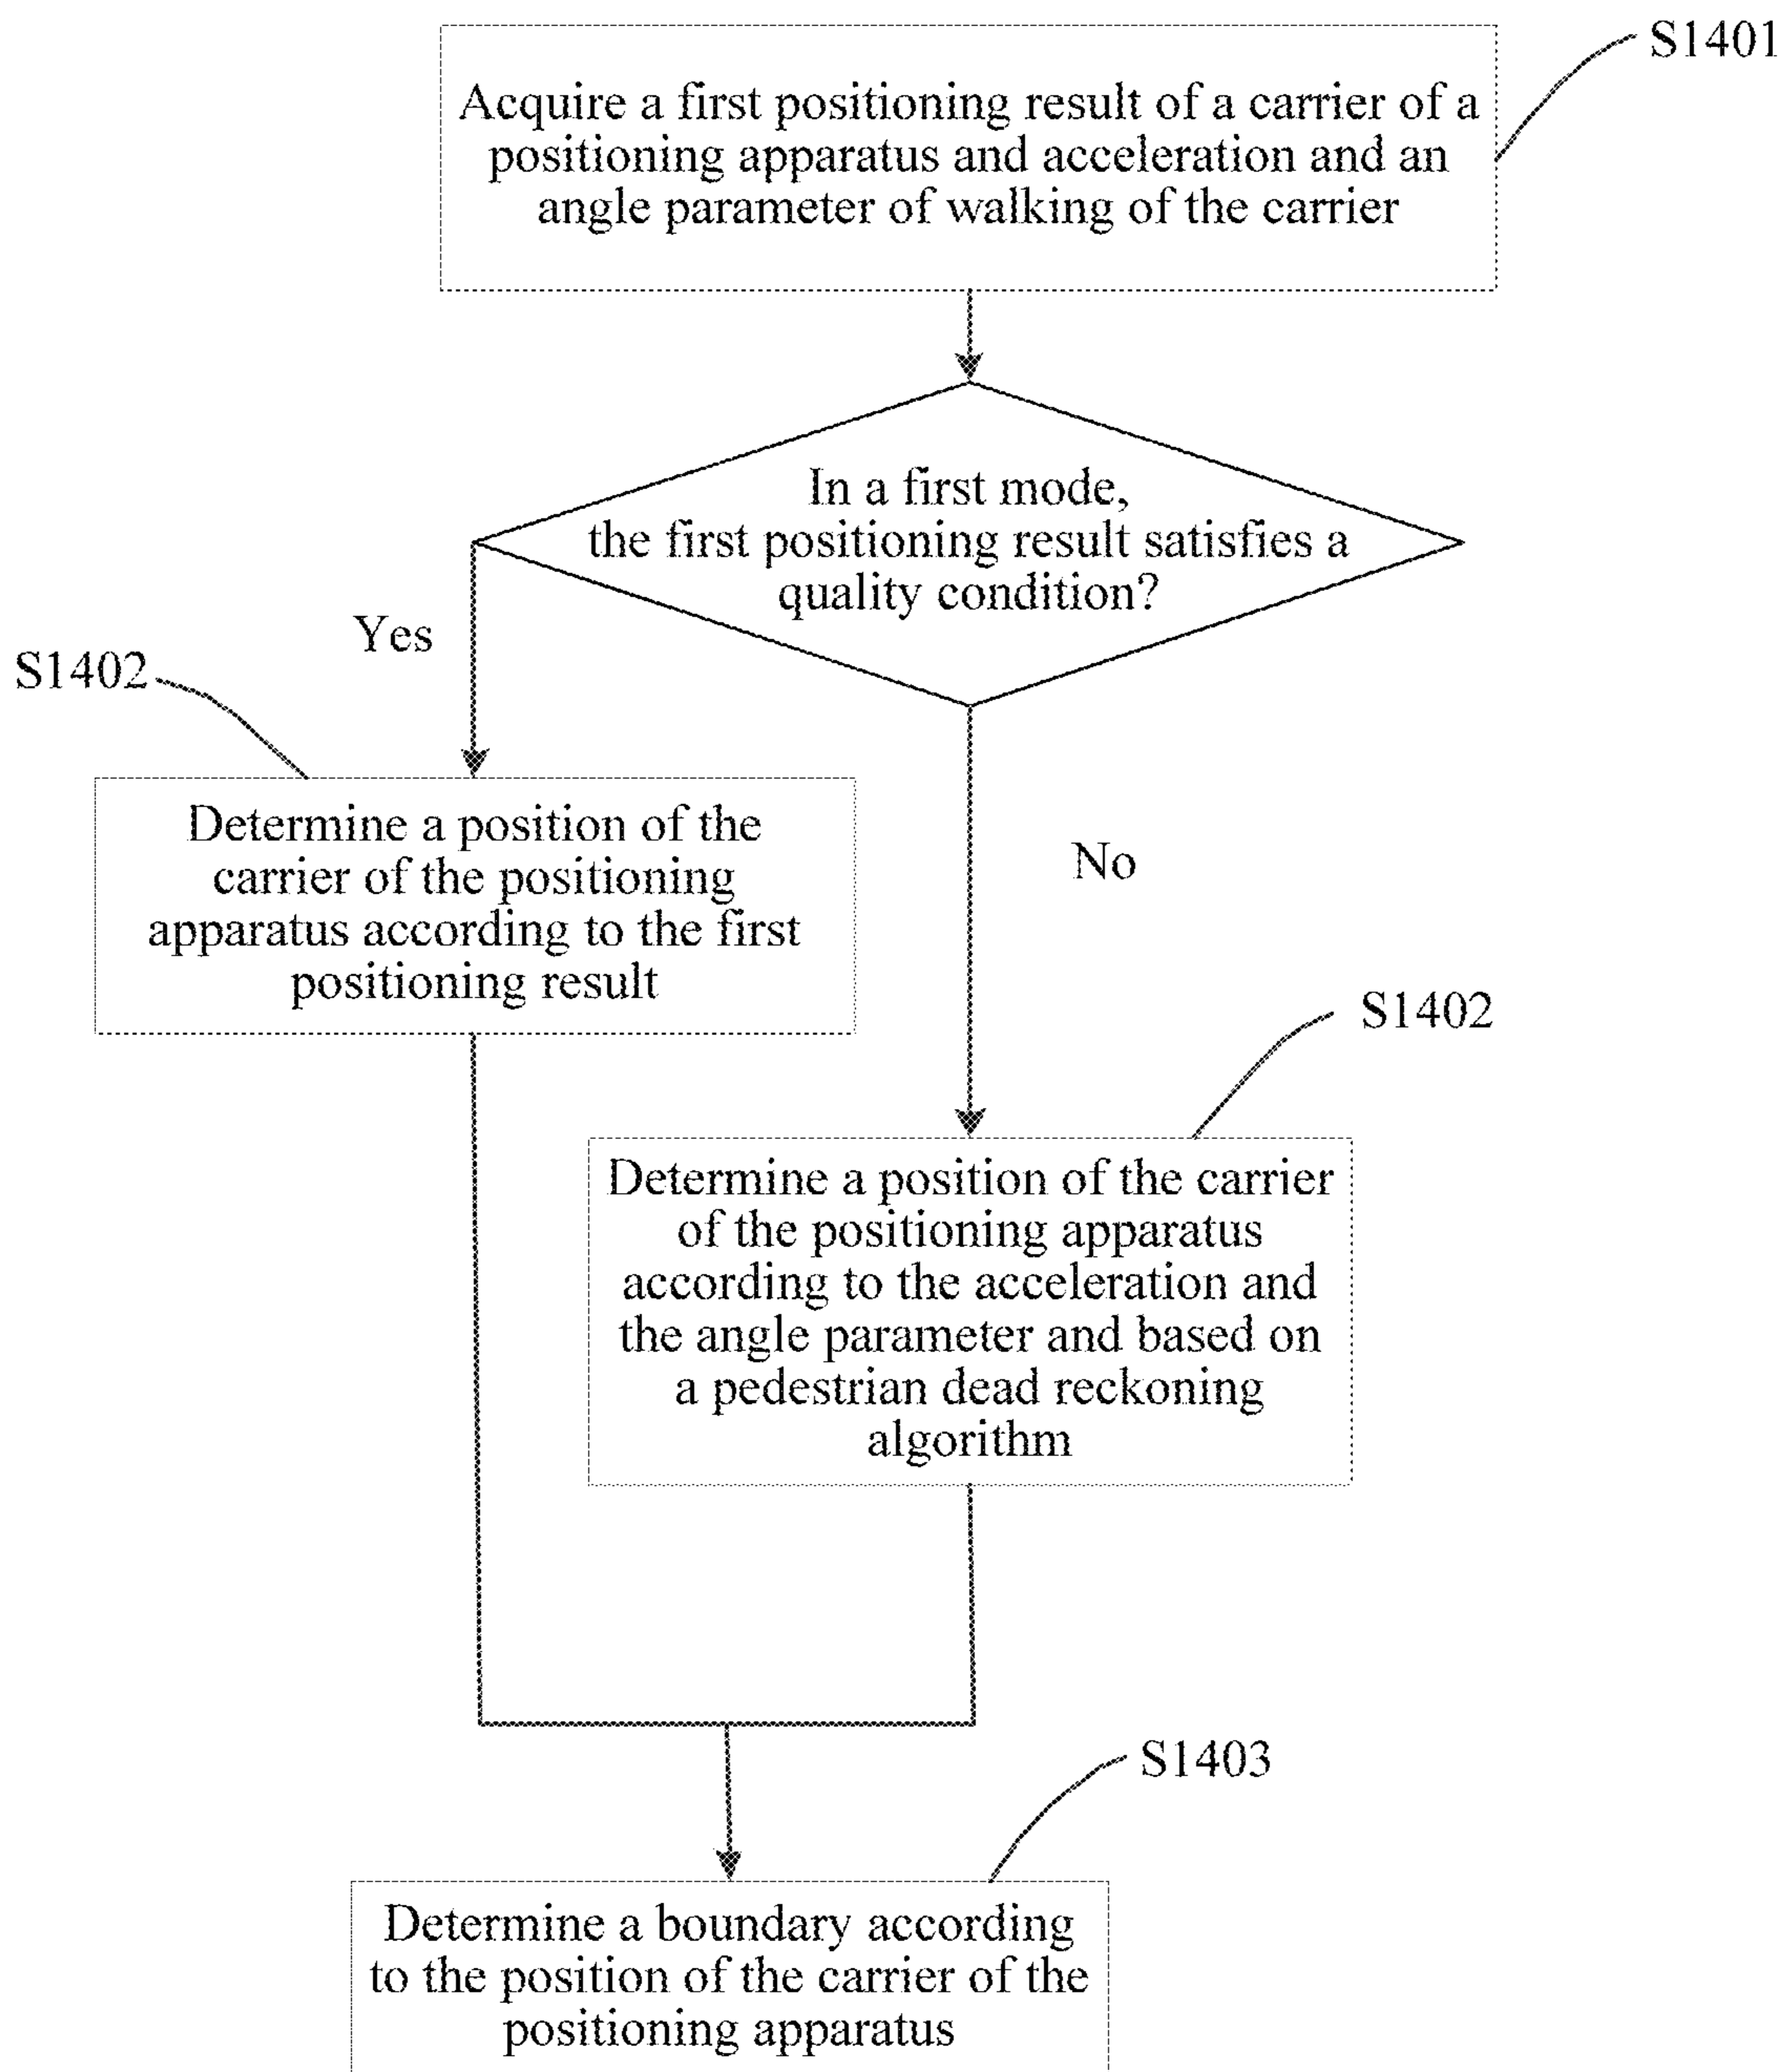 S1401
Acquire a first positioning result of a carrier of a
positioning apparatus and acceleration and an
angle parameter of walking of the carrier
In a first mode,
the first positioning result satisfies a
quality condition?
Yes
S1402
Determine a position of the
carrier of the positioning
apparatus according to the first
positioning result
No
S1402
Determine a position of the carrier
of the positioning apparatus
according to the acceleration and
the angle parameter and based on
a pedestrian dead reckoning
algorithm
S1403
Determine a boundary according
to the position of the carrier of the
positioning apparatus